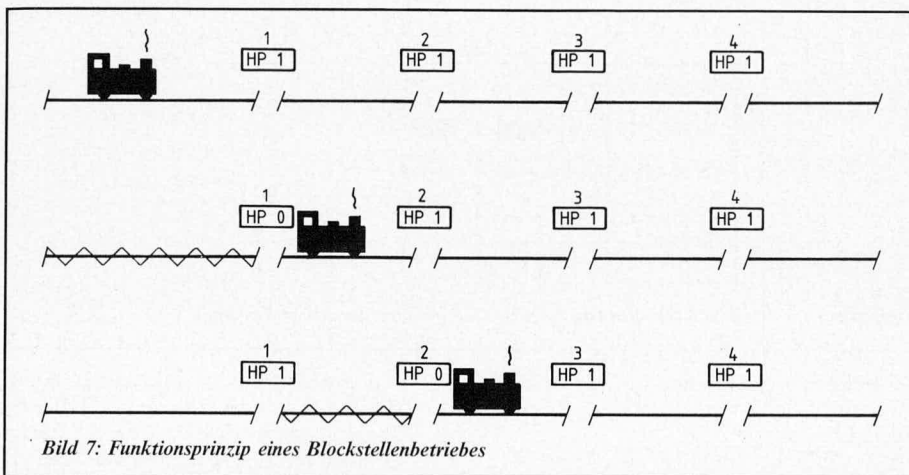 1 2 3 4
HP 1 HP 1 HP 1 HP 1
1 2 3 4
HP 0 HP 1 HP 1 HP 1
1 2 3 4
HP 1 HP 0 HP 1 HP 1
Bild 7: Funktionsprinzip eines Blockstellenbetriebes